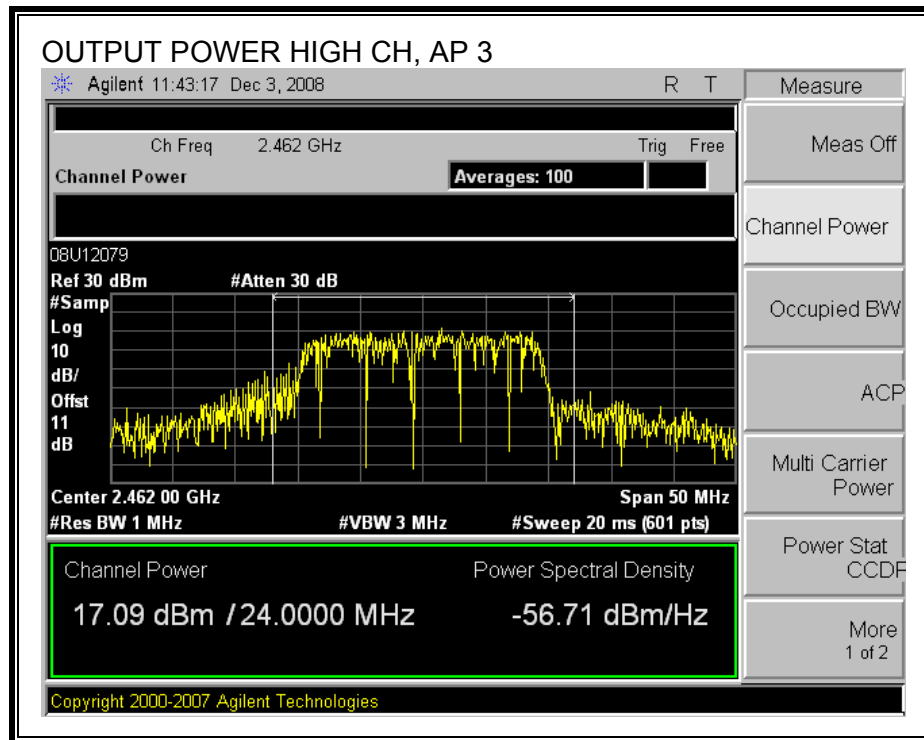 OUTPUT POWER HIGH CH, AP 3
Agilent 11:43:17 Dec 3, 2008 R T
Measure
Ch Freq 2.462 GHz Trig Free
Meas Off
Channel Power Averages: 100
Channel Power
08U12079
Ref 30 dBm #Atten 30 dB
#Samp
Log
10
dB/
Offst
11
dB
Occupied BW
ACP
Multi Carrier
Power
Center 2.462 00 GHz Span 50 MHz
#Res BW 1 MHz #VBW 3 MHz #Sweep 20 ms (601 pts)
Power Stat
CCDF
Channel Power Power Spectral Density
17.09 dBm / 24.0000 MHz -56.71 dBm/Hz
More
1 of 2
Copyright 2000-2007 Agilent Technologies